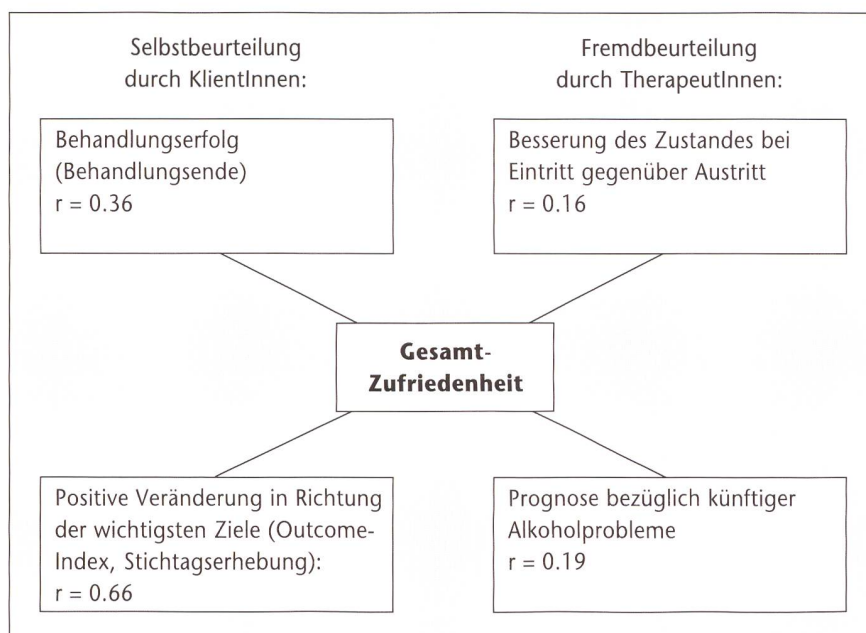 Selbstbeurteilung
durch KlientInnen:
Fremdbeurteilung
durch TherapeutInnen:
Behandlungserfolg
(Behandlungsende)
r = 0.36
Besserung des Zustandes bei
Eintritt gegenüber Austritt
r = 0.16
Gesamt-
Zufriedenheit
Positive Veränderung in Richtung
der wichtigsten Ziele (Outcome-
Index, Stichtagserhebung):
r = 0.66
Prognose bezüglich künftiger
Alkoholprobleme
r = 0.19